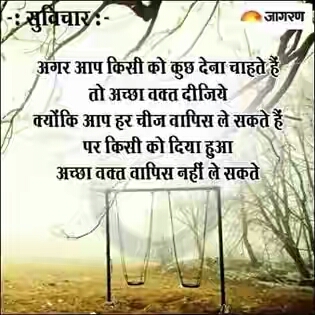 -: सुविचार :-
जागरण
अगर आप किसी को कुछ देना चाहते हैं
तो अच्छा वक्त दीजिये
क्योंकि आप हर चीज वापिस ले सकते हैं
पर किसी को दिया हुआ
अच्छा वक्त वापिस नहीं ले सकते